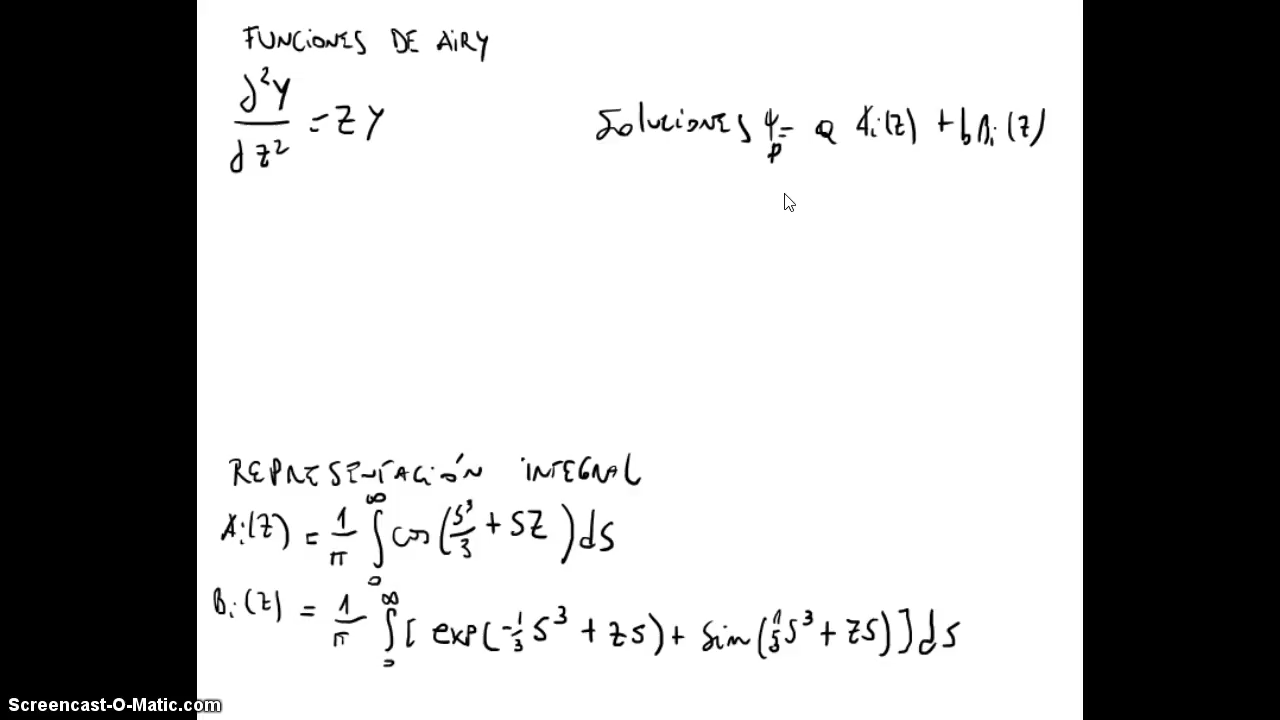 FUNCIONES DE AIRY
d²Y/dz² = zY
Soluciones ψp = a Ai(z) + b Bi(z)
REPRESENTACIÓN INTEGRAL
Ai(z) = 1/π ∫₀^∞ cos(s³/3 + sz) ds
Bi(z) = 1/π ∫₀^∞ [exp(-1/3 s³ + zs) + sin(1/3 s³ + zs)] ds
Screencast-O-Matic.com